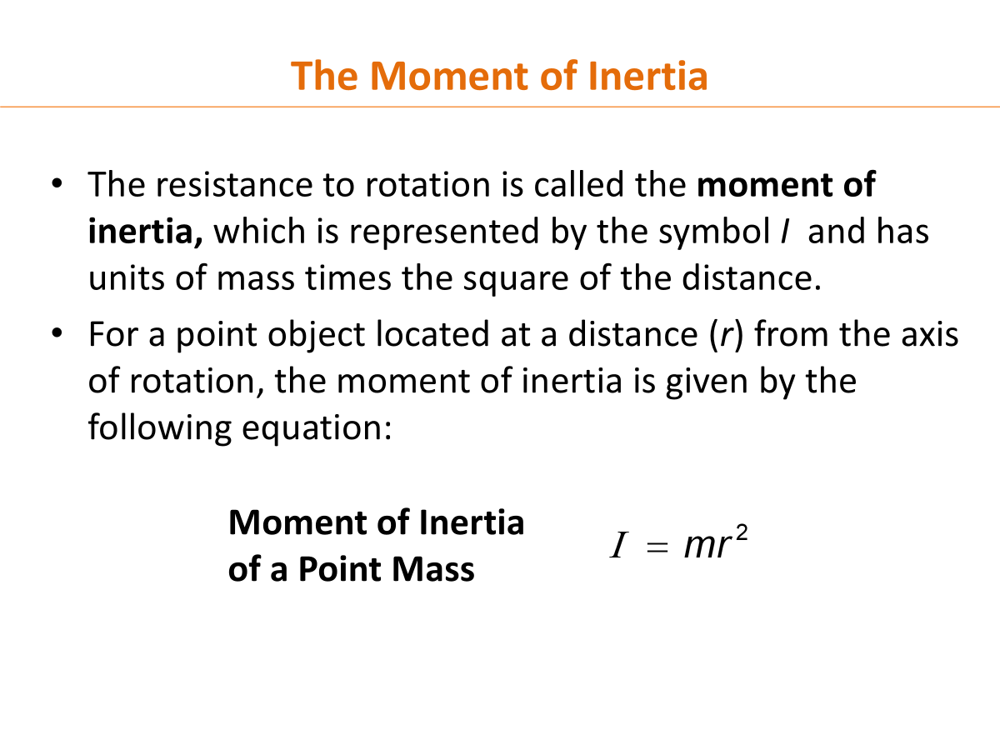 The Moment of Inertia
• The resistance to rotation is called the moment of
inertia, which is represented by the symbol I and has
units of mass times the square of the distance.
• For a point object located at a distance (r) from the axis
of rotation, the moment of inertia is given by the
following equation:
Moment of Inertia
of a Point Mass
I = mr²